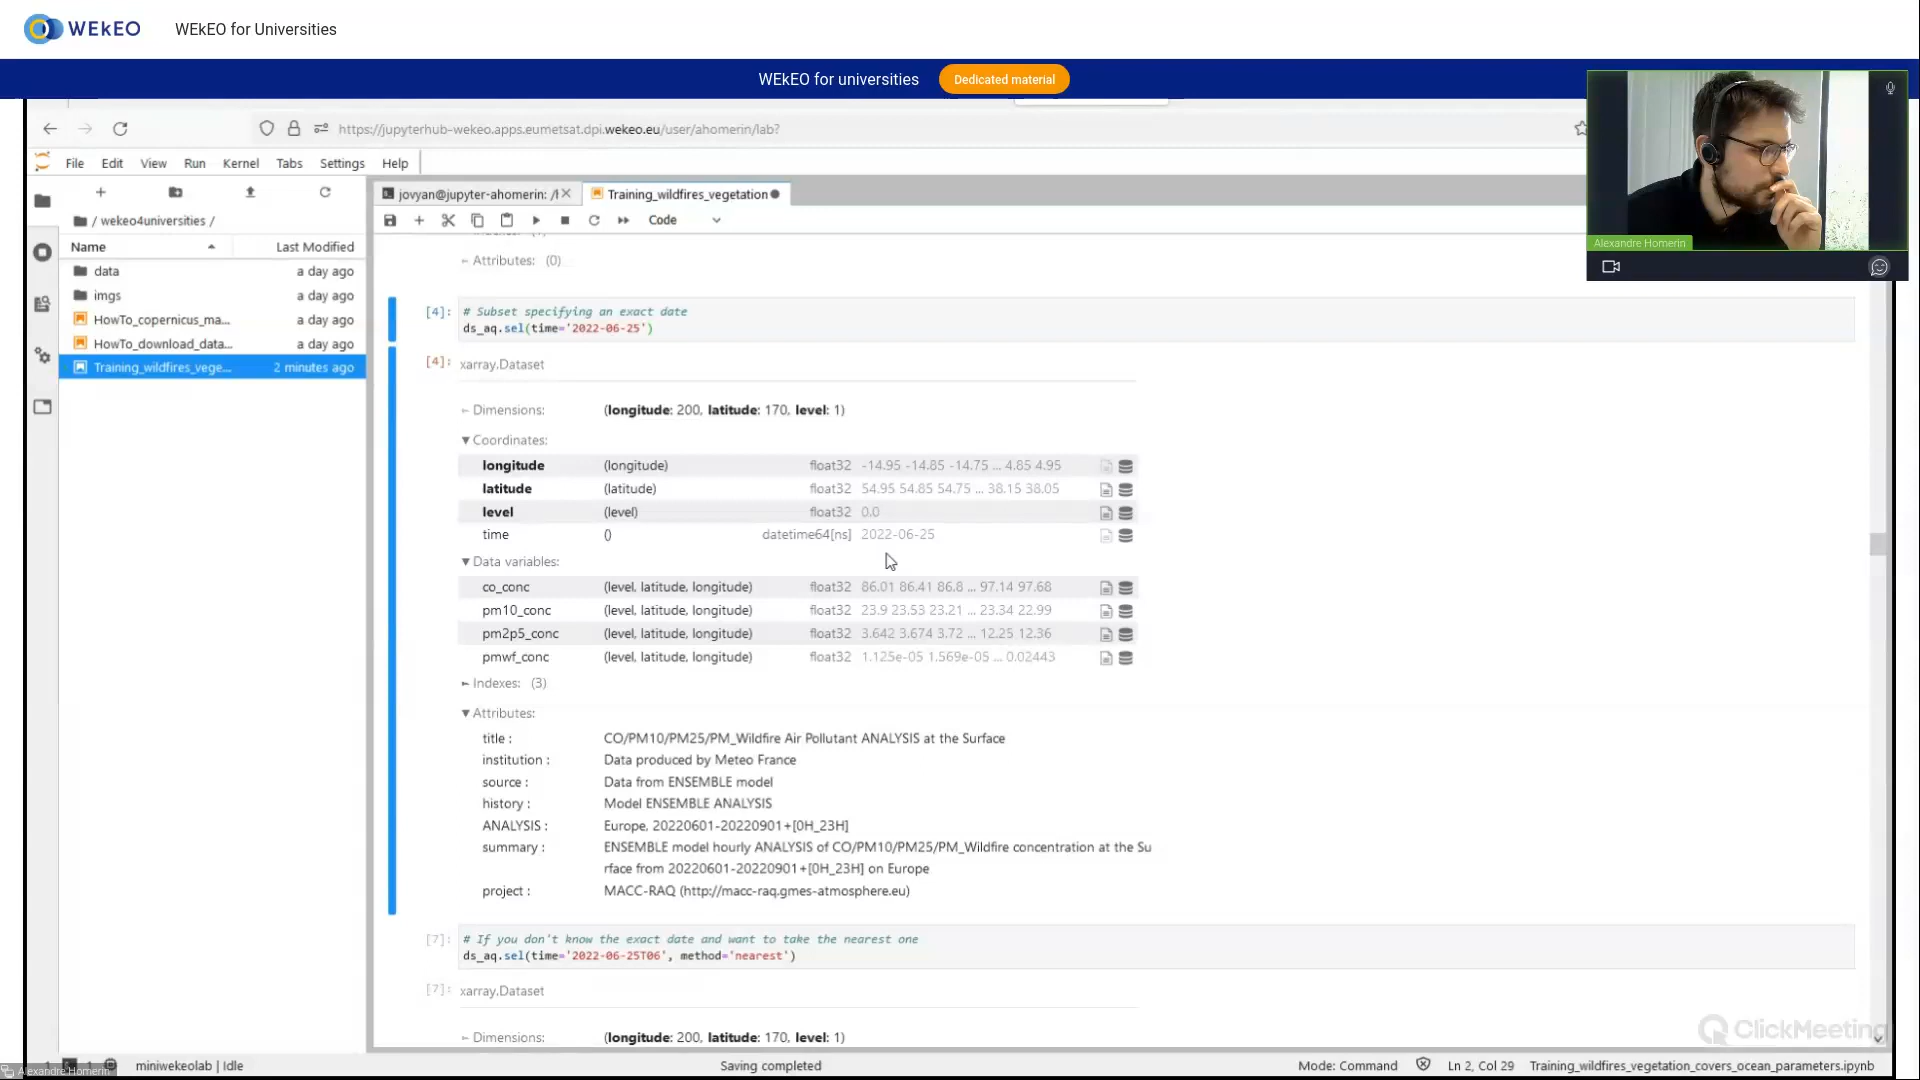 WEkEO
WEkEO for Universities
WEkEO for universities
Dedicated material
https://jupyterhub-wekeo.apps.eumetsat.dpi.wekeo.eu/user/ahomerin/lab?
File Edit View Run Kernel Tabs Settings Help
/ wekeo4universities /
Name Last Modified
data a day ago
imgs a day ago
HowTo_copernicus_ma... a day ago
HowTo_download_data... a day ago
Training_wildfires_vege... 2 minutes ago
jovyan@jupyter-ahomerin: /
Training_wildfires_vegetation
Code
Attributes: (0)
[4]: # Subset specifying an exact date
ds_aq.sel(time='2022-06-25')
[4]: xarray.Dataset
Dimensions: (longitude: 200, latitude: 170, level: 1)
Coordinates:
longitude (longitude) float32 -14.95 -14.85 -14.75 ... 4.85 4.95
latitude (latitude) float32 54.95 54.85 54.75 ... 38.15 38.05
level (level) float32 0.0
time () datetime64[ns] 2022-06-25
Data variables:
co_conc (level, latitude, longitude) float32 86.01 86.41 86.8 ... 97.14 97.68
pm10_conc (level, latitude, longitude) float32 23.9 23.53 23.21 ... 23.34 22.99
pm2p5_conc (level, latitude, longitude) float32 3.642 3.674 3.72 ... 12.25 12.36
pmwf_conc (level, latitude, longitude) float32 1.125e-05 1.569e-05 ... 0.02443
Indexes: (3)
Attributes:
title : CO/PM10/PM25/PM_Wildfire Air Pollutant ANALYSIS at the Surface
institution : Data produced by Meteo France
source : Data from ENSEMBLE model
history : Model ENSEMBLE ANALYSIS
ANALYSIS : Europe, 20220601-20220901+[0H_23H]
summary : ENSEMBLE model hourly ANALYSIS of CO/PM10/PM25/PM_Wildfire concentration at the Su
rface from 20220601-20220901+[0H_23H] on Europe
project : MACC-RAQ (http://macc-raq.gmes-atmosphere.eu)
[7]: # If you don't know the exact date and want to take the nearest one
ds_aq.sel(time='2022-06-25T06', method='nearest')
[7]: xarray.Dataset
Dimensions: (longitude: 200, latitude: 170, level: 1)
Alexandre Homerin
ClickMeeting
Alexandre Homerin
miniwekeolab | Idle
Saving completed
Mode: Command
Ln 2, Col 29
Training_wildfires_vegetation_covers_ocean_parameters.ipynb